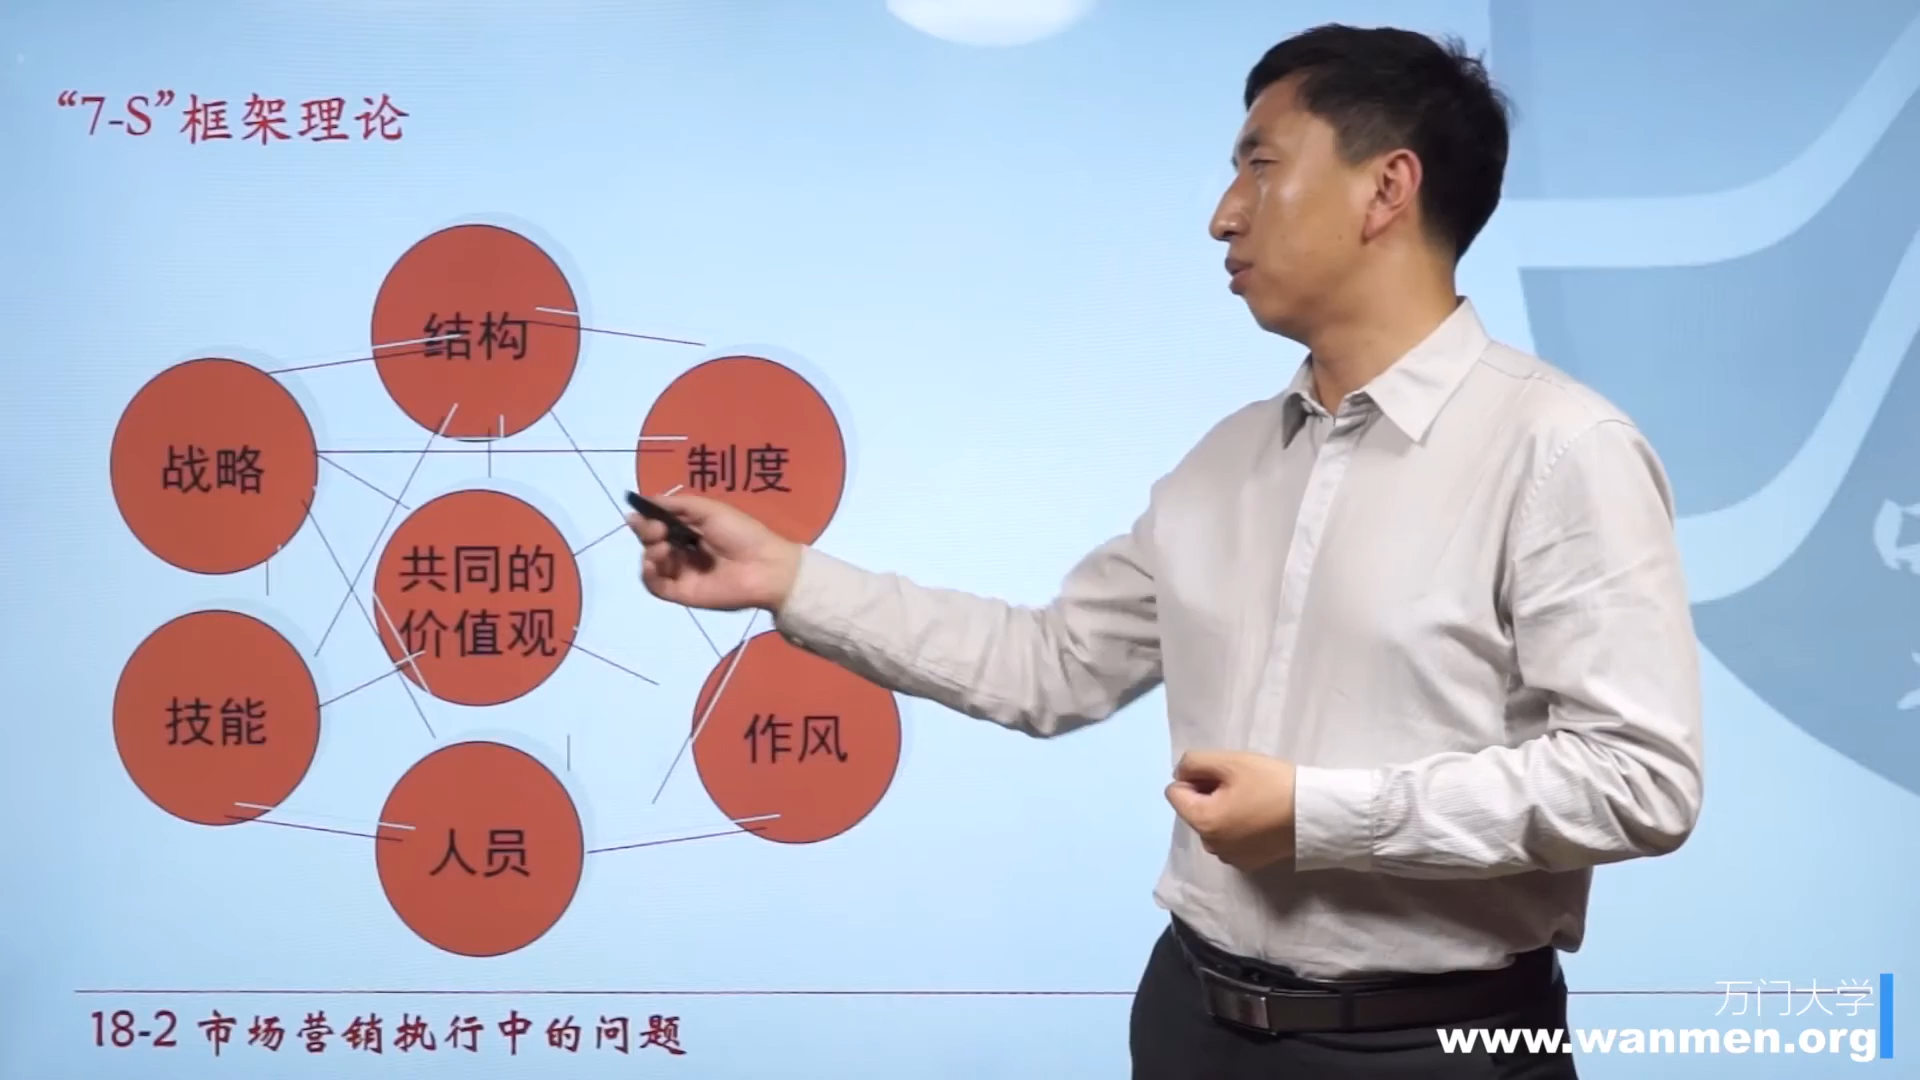 “7-S”框架理论
结构
战略
制度
共同的
价值观
技能
作风
人员
18-2 市场营销执行中的问题
万门大学
www.wanmen.org